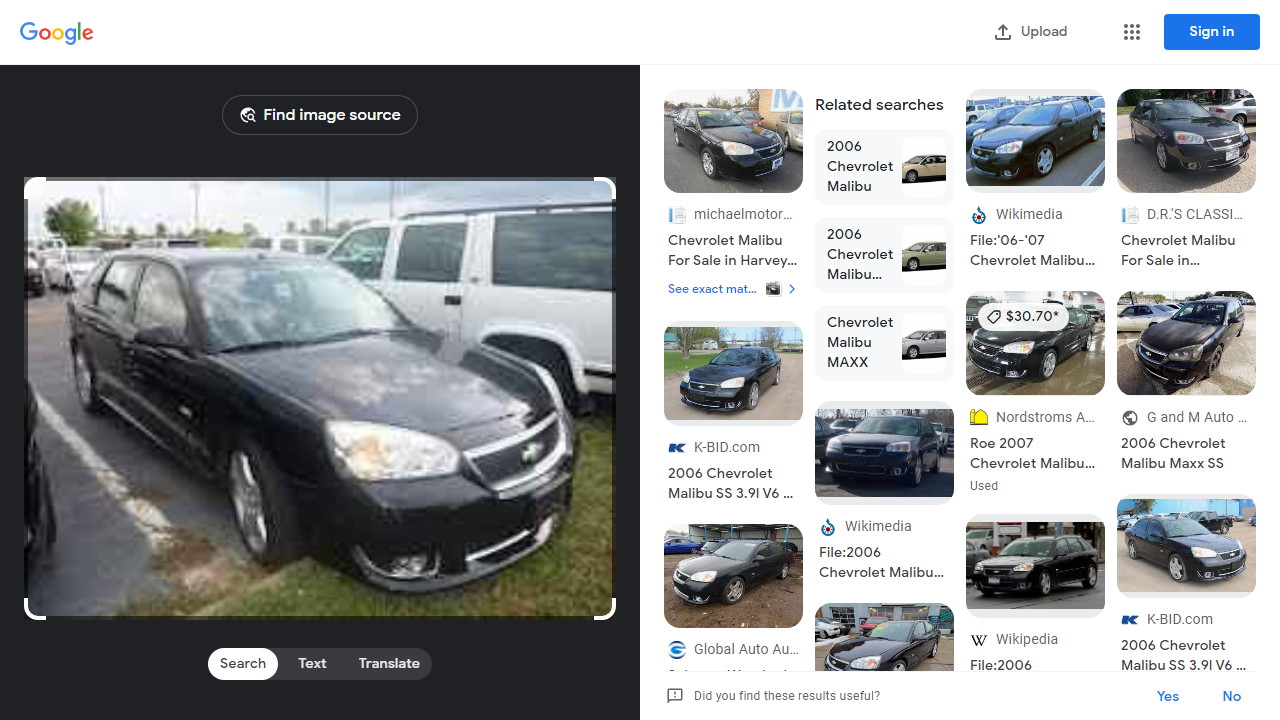 Google
Upload
Sign in
Find image source
Search
Text
Translate
michaelmotor...
Chevrolet Malibu
For Sale in Harvey...
See exact mat...
K-BID.com
2006 Chevrolet
Malibu SS 3.9l V6 ...
Global Auto Au...
Related searches
2006
Chevrolet
Malibu
2006
Chevrolet
Malibu...
Chevrolet
Malibu
MAXX
Wikimedia
File:2006
Chevrolet Malibu...
Wikimedia
File:'06-'07
Chevrolet Malibu...
$30.70*
Nordstroms A...
Roe 2007
Chevrolet Malibu...
Used
Wikipedia
File:2006
D.R.'S CLASSI...
Chevrolet Malibu
For Sale in...
G and M Auto ...
2006 Chevrolet
Malibu Maxx SS
K-BID.com
2006 Chevrolet
Malibu SS 3.9l V6 ...
Did you find these results useful?
Yes
No